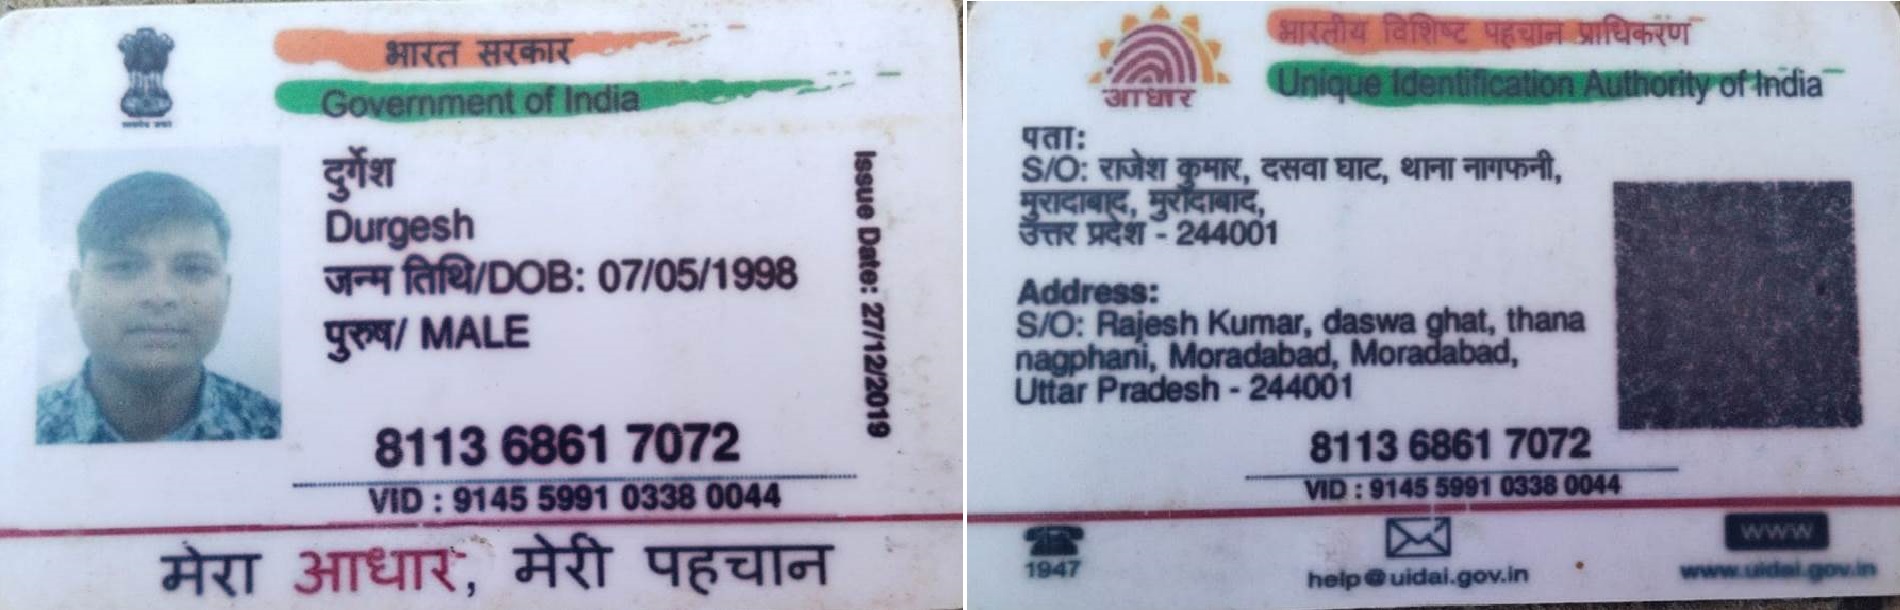 भारत सरकार
Government of India
दुर्गेश
Durgesh
जन्म तिथि/DOB: 07/05/1998
पुरुष/ MALE
Issue Date: 27/12/2019
8113 6861 7072
VID : 9145 5991 0338 0044
मेरा आधार, मेरी पहचान
भारतीय विशिष्ट पहचान प्राधिकरण
Unique Identification Authority of India
आधार
पता:
S/O: राजेश कुमार, दसवा घाट, थाना नागफनी,
मुरादाबाद, मुरादाबाद,
उत्तर प्रदेश - 244001
Address:
S/O: Rajesh Kumar, daswa ghat, thana
nagphani, Moradabad, Moradabad,
Uttar Pradesh - 244001
8113 6861 7072
VID : 9145 5991 0338 0044
1947
help@uidai.gov.in
WWW
www.uidai.gov.in